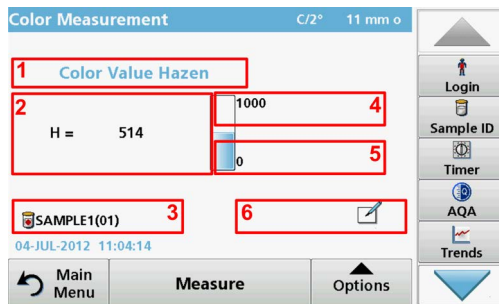 Color Measurement C/2° 11 mm o
1 Color Value Hazen
2 H = 514
1000 4
0 5
SAMPLE1(01) 3
6
04-JUL-2012 11:04:14
Main Menu
Measure
Options
Login
Sample ID
Timer
AQA
Trends